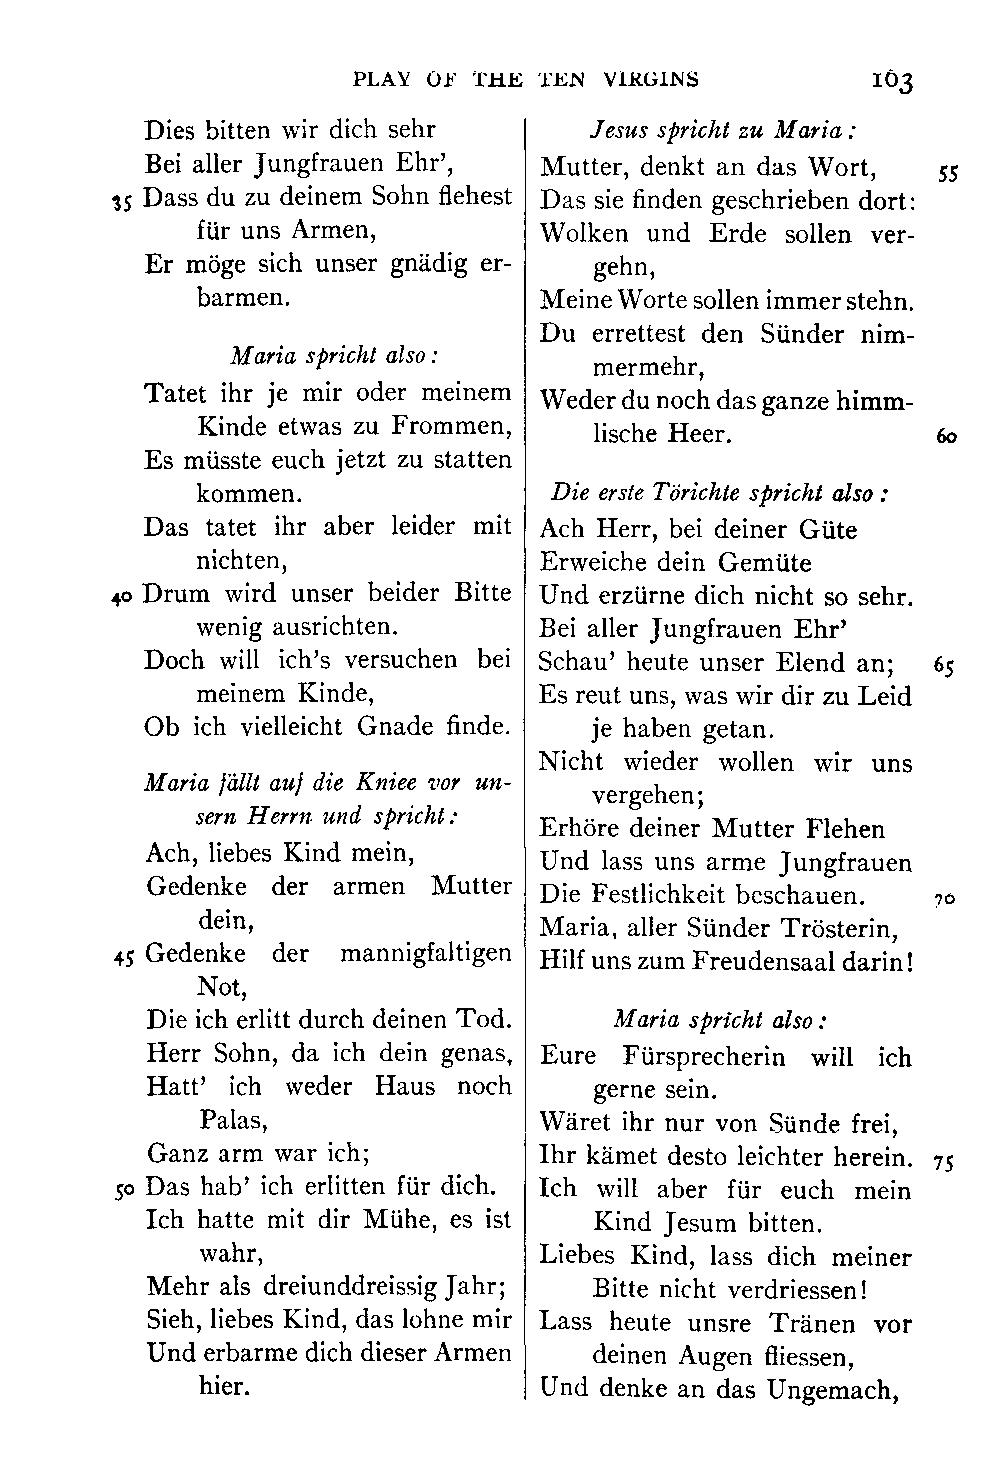 PLAY OF THE TEN VIRGINS 163
Dies bitten wir dich sehr
Bei aller Jungfrauen Ehr’,
35 Dass du zu deinem Sohn flehest
für uns Armen,
Er möge sich unser gnädig er-
barmen.
Maria spricht also:
Tatet ihr je mir oder meinem
Kinde etwas zu Frommen,
Es müsste euch jetzt zu statten
kommen.
Das tatet ihr aber leider mit
nichten,
40 Drum wird unser beider Bitte
wenig ausrichten.
Doch will ich’s versuchen bei
meinem Kinde,
Ob ich vielleicht Gnade finde.
Maria fällt auf die Kniee vor un-
sern Herrn und spricht:
Ach, liebes Kind mein,
Gedenke der armen Mutter
dein,
45 Gedenke der mannigfaltigen
Not,
Die ich erlitt durch deinen Tod.
Herr Sohn, da ich dein genas,
Hatt’ ich weder Haus noch
Palas,
Ganz arm war ich;
50 Das hab’ ich erlitten für dich.
Ich hatte mit dir Mühe, es ist
wahr,
Mehr als dreiunddreissig Jahr;
Sieh, liebes Kind, das lohne mir
Und erbarme dich dieser Armen
hier.
Jesus spricht zu Maria:
Mutter, denkt an das Wort, 55
Das sie finden geschrieben dort:
Wolken und Erde sollen ver-
gehn,
Meine Worte sollen immer stehn.
Du errettest den Sünder nim-
mermehr,
Weder du noch das ganze himm-
lische Heer. 60
Die erste Törichte spricht also:
Ach Herr, bei deiner Güte
Erweiche dein Gemüte
Und erzürne dich nicht so sehr.
Bei aller Jungfrauen Ehr’
Schau’ heute unser Elend an; 65
Es reut uns, was wir dir zu Leid
je haben getan.
Nicht wieder wollen wir uns
vergehen;
Erhöre deiner Mutter Flehen
Und lass uns arme Jungfrauen
Die Festlichkeit beschauen. 70
Maria, aller Sünder Trösterin,
Hilf uns zum Freudensaal darin!
Maria spricht also:
Eure Fürsprecherin will ich
gerne sein.
Wäret ihr nur von Sünde frei,
Ihr kämet desto leichter herein. 75
Ich will aber für euch mein
Kind Jesum bitten.
Liebes Kind, lass dich meiner
Bitte nicht verdriessen!
Lass heute unsre Tränen vor
deinen Augen fliessen,
Und denke an das Ungemach,